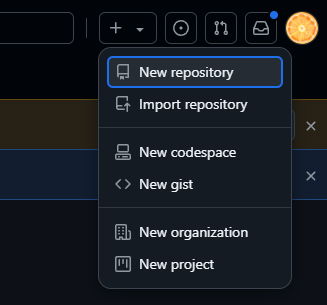 New repository
Import repository
New codespace
New gist
New organization
New project